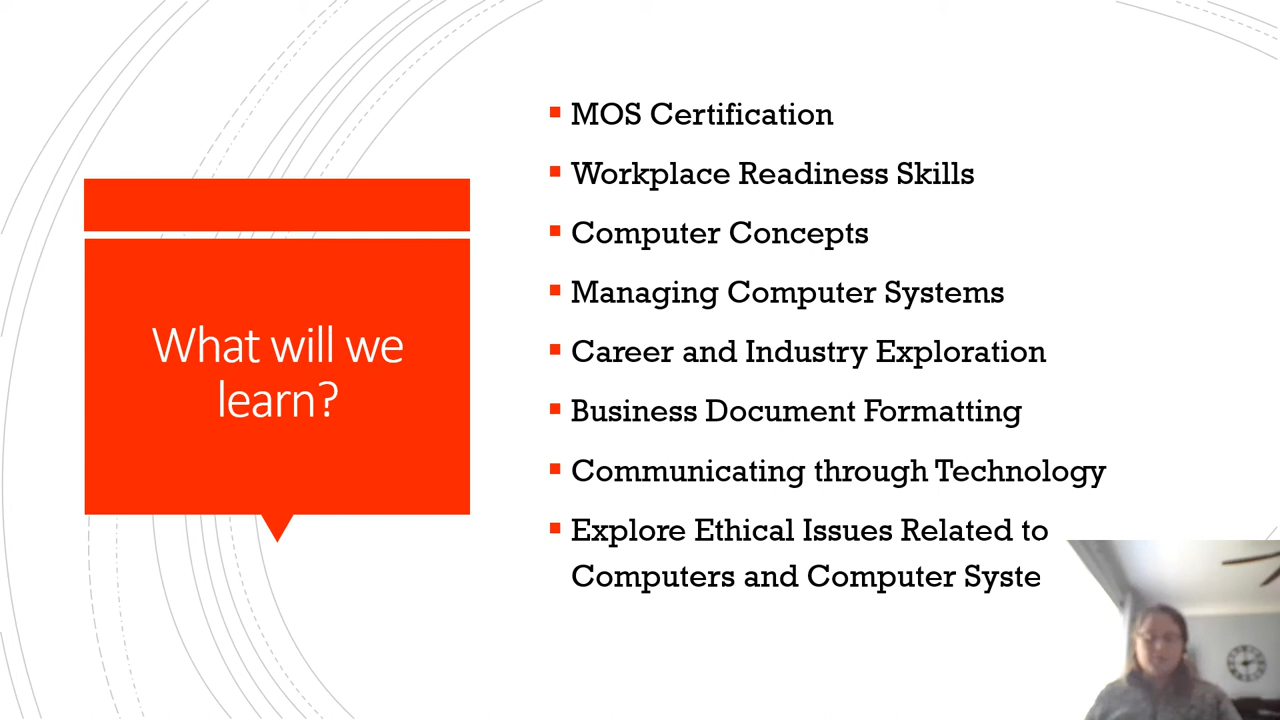 What will we
learn?
MOS Certification
Workplace Readiness Skills
Computer Concepts
Managing Computer Systems
Career and Industry Exploration
Business Document Formatting
Communicating through Technology
Explore Ethical Issues Related to
Computers and Computer Syste